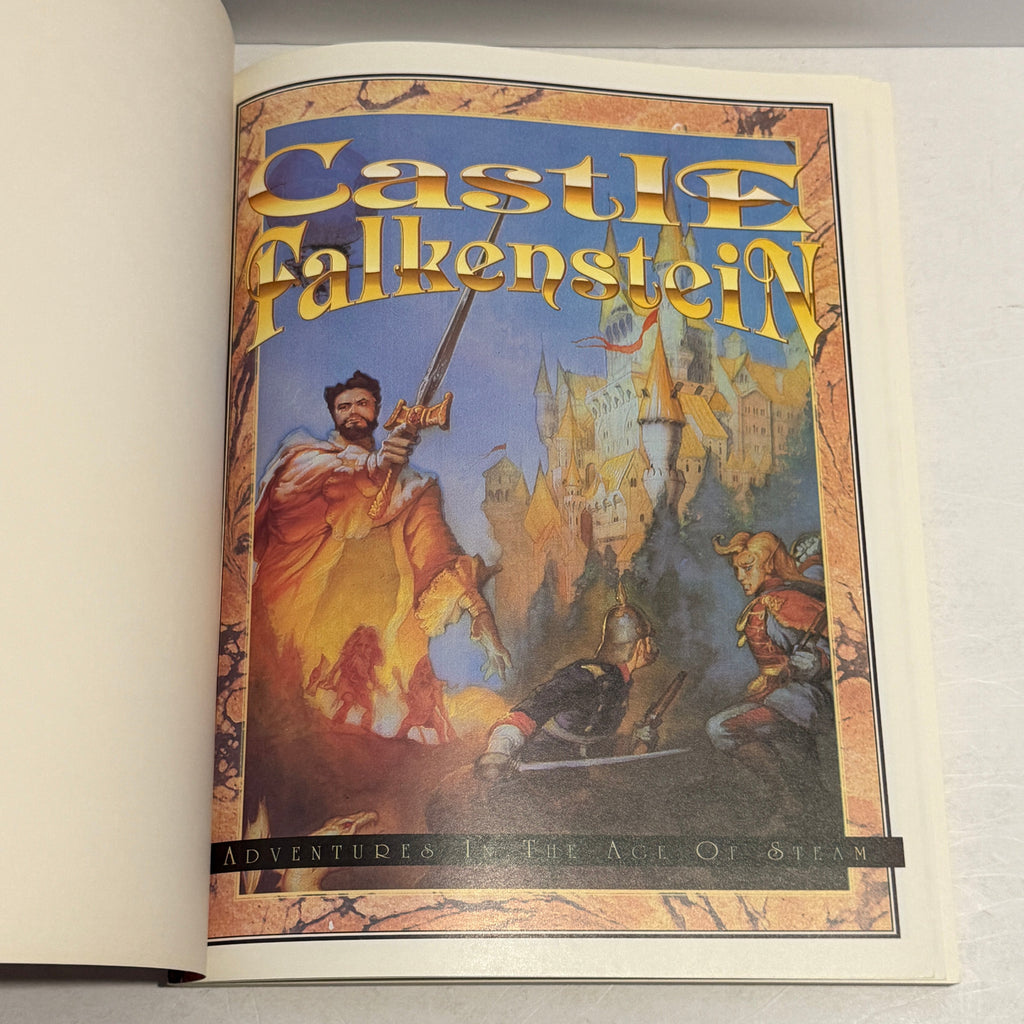 Castle
Falkenstein
Adventures In The Age Of Steam